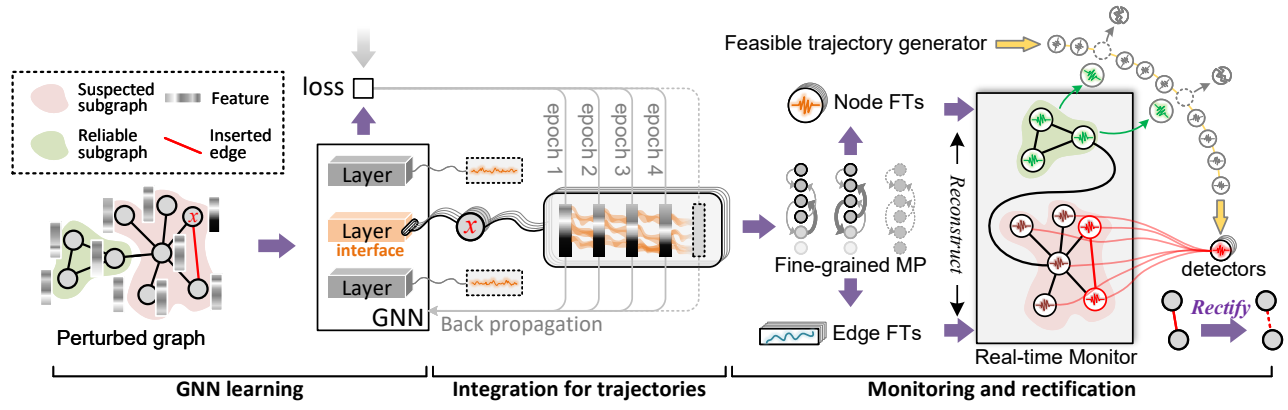 Suspected
subgraph
Feature
Reliable
subgraph
Inserted
edge
x
Perturbed graph
loss
Layer
Layer
interface
Layer
GNN
x
epoch 1
epoch 2
epoch 3
epoch 4
Back propagation
Feasible trajectory generator
Node FTs
Fine-grained MP
Edge FTs
Reconstruct
Real-time Monitor
detectors
Rectify
GNN learning
Integration for trajectories
Monitoring and rectification